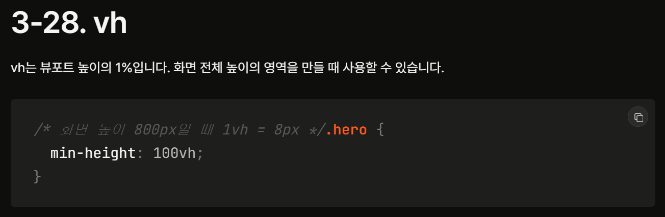 3-28. vh
vh는 뷰포트 높이의 1%입니다. 화면 전체 높이의 영역을 만들 때 사용할 수 있습니다.
/* 화면 높이 800px일 때 1vh = 8px */.hero {
  min-height: 100vh;
}